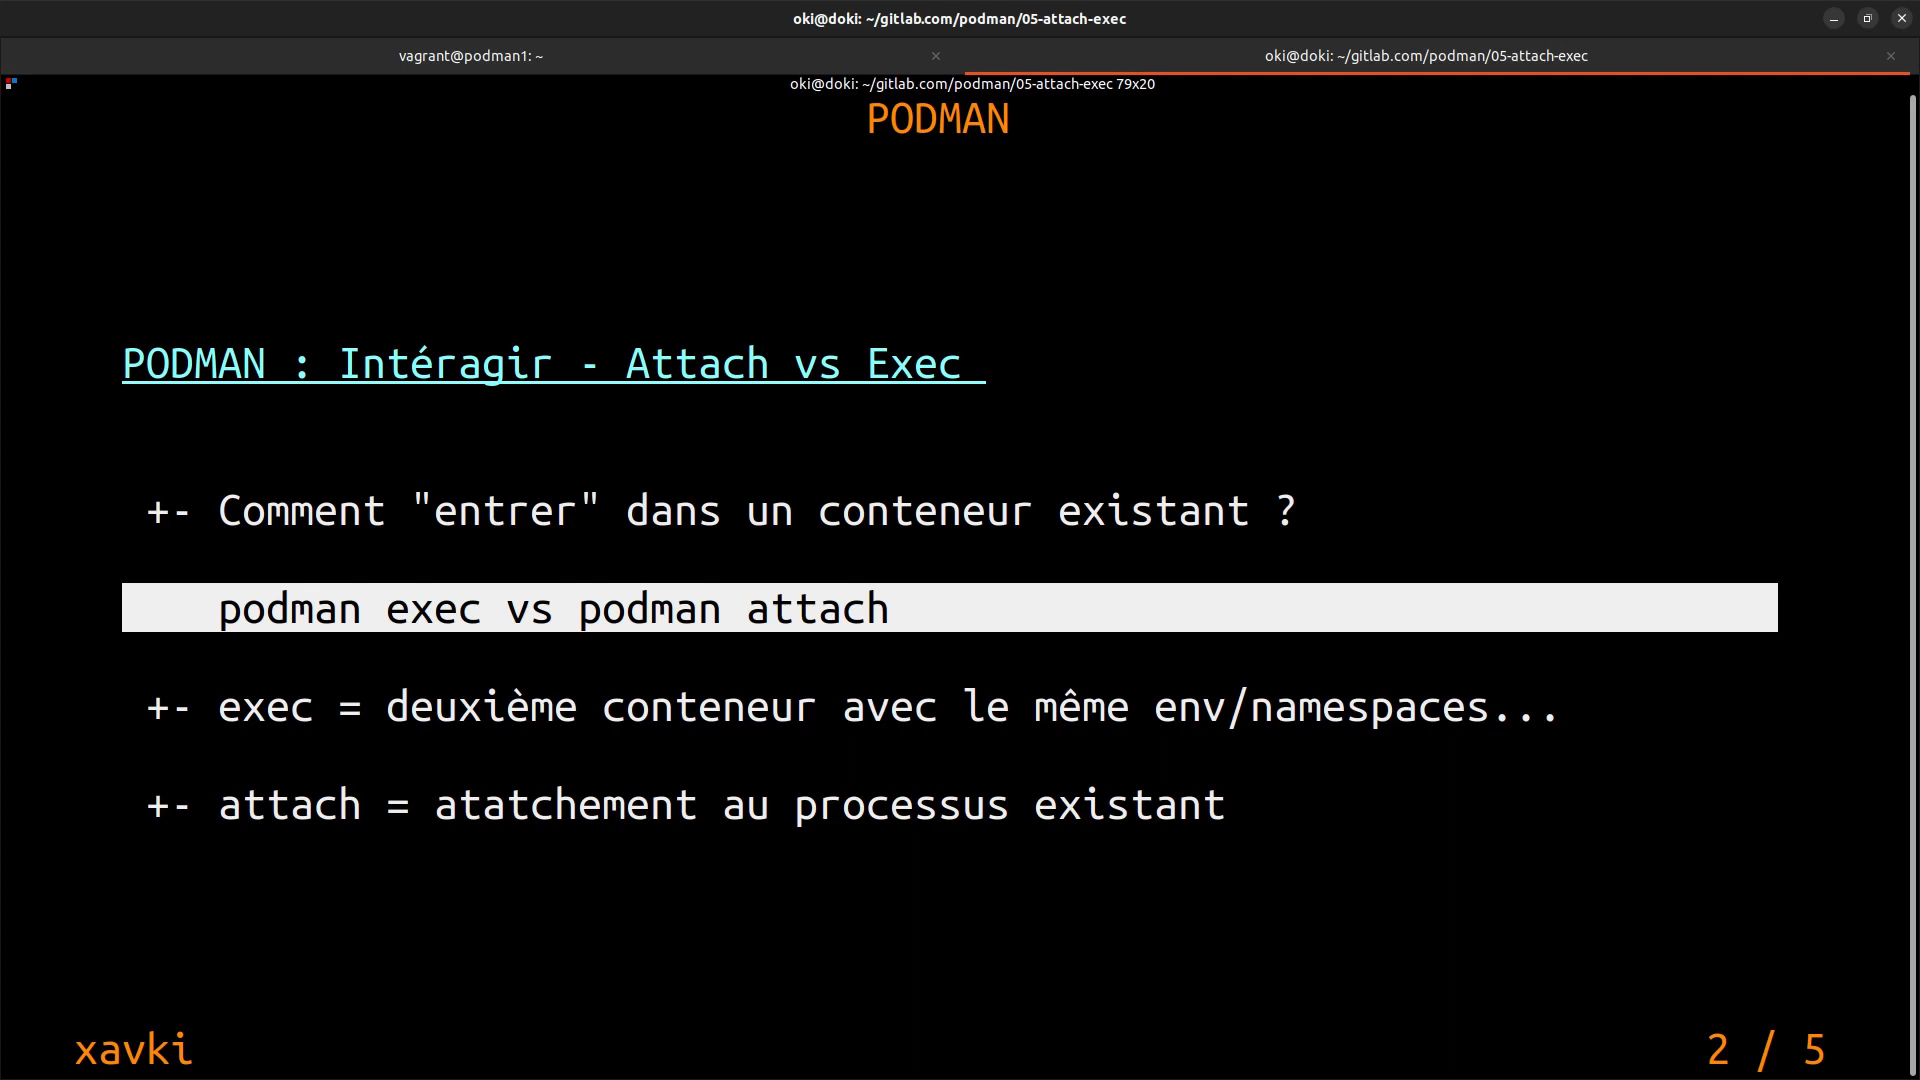 oki@doki: ~/gitlab.com/podman/05-attach-exec
vagrant@podman1: ~
oki@doki: ~/gitlab.com/podman/05-attach-exec
oki@doki: ~/gitlab.com/podman/05-attach-exec 79x20
PODMAN
PODMAN : Intéragir - Attach vs Exec
+- Comment "entrer" dans un conteneur existant ?
podman exec vs podman attach
+- exec = deuxième conteneur avec le même env/namespaces...
+- attach = atatchement au processus existant
xavki
2 / 5